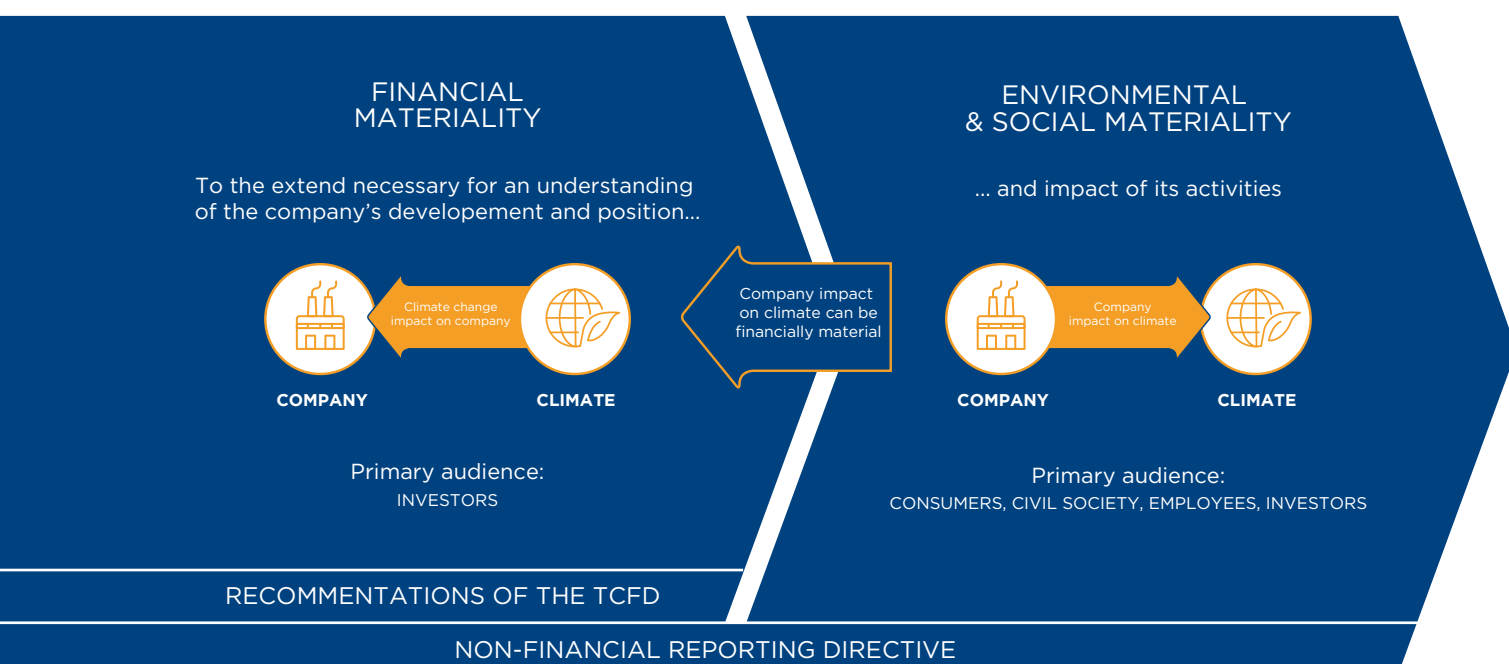 FINANCIAL
MATERIALITY
To the extend necessary for an understanding
of the company's developement and position...
Climate change
impact on company
COMPANY
CLIMATE
Primary audience:
INVESTORS
Company impact
on climate can be
financially material
ENVIRONMENTAL
& SOCIAL MATERIALITY
... and impact of its activities
Company
impact on climate
COMPANY
CLIMATE
Primary audience:
CONSUMERS, CIVIL SOCIETY, EMPLOYEES, INVESTORS
RECOMMENTATIONS OF THE TCFD
NON-FINANCIAL REPORTING DIRECTIVE